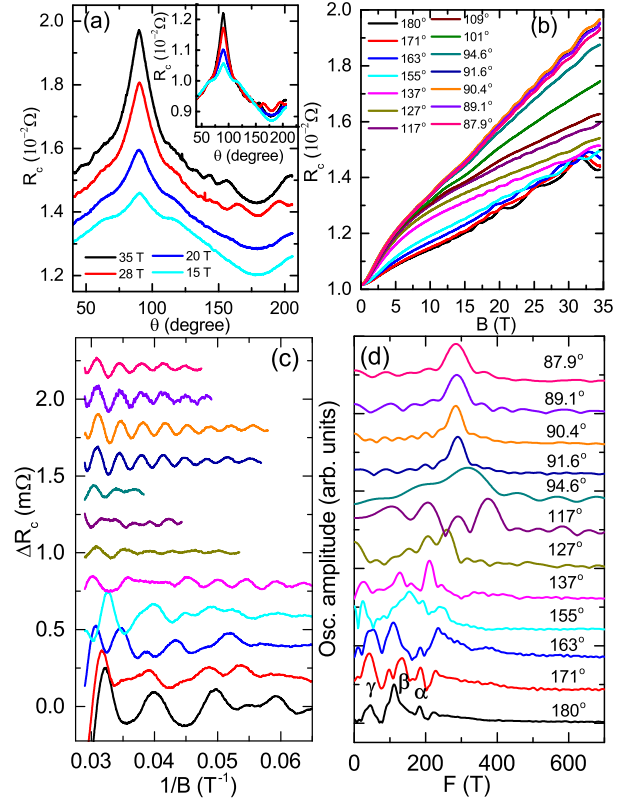 (a)
R_c (10⁻²Ω)
2.0
1.8
1.6
1.4
1.2
50 100 150 200
θ (degree)
35 T
28 T
20 T
15 T
R_c (10⁻²Ω)
1.2
1.1
1.0
0.9
50 100 150 200
θ (degree)
(b)
R_c (10⁻²Ω)
2.0
1.8
1.6
1.4
1.2
1.0
0 5 10 15 20 25 30 35
B (T)
180°
171°
163°
155°
137°
127°
117°
109°
101°
94.6°
91.6°
90.4°
89.1°
87.9°
(c)
ΔR_c (mΩ)
2.0
1.5
1.0
0.5
0.0
0.03 0.04 0.05 0.06
1/B (T⁻¹)
(d)
Osc. amplitude (arb. units)
87.9°
89.1°
90.4°
91.6°
94.6°
117°
127°
137°
155°
163°
171°
180°
γ β α
0 200 400 600
F (T)